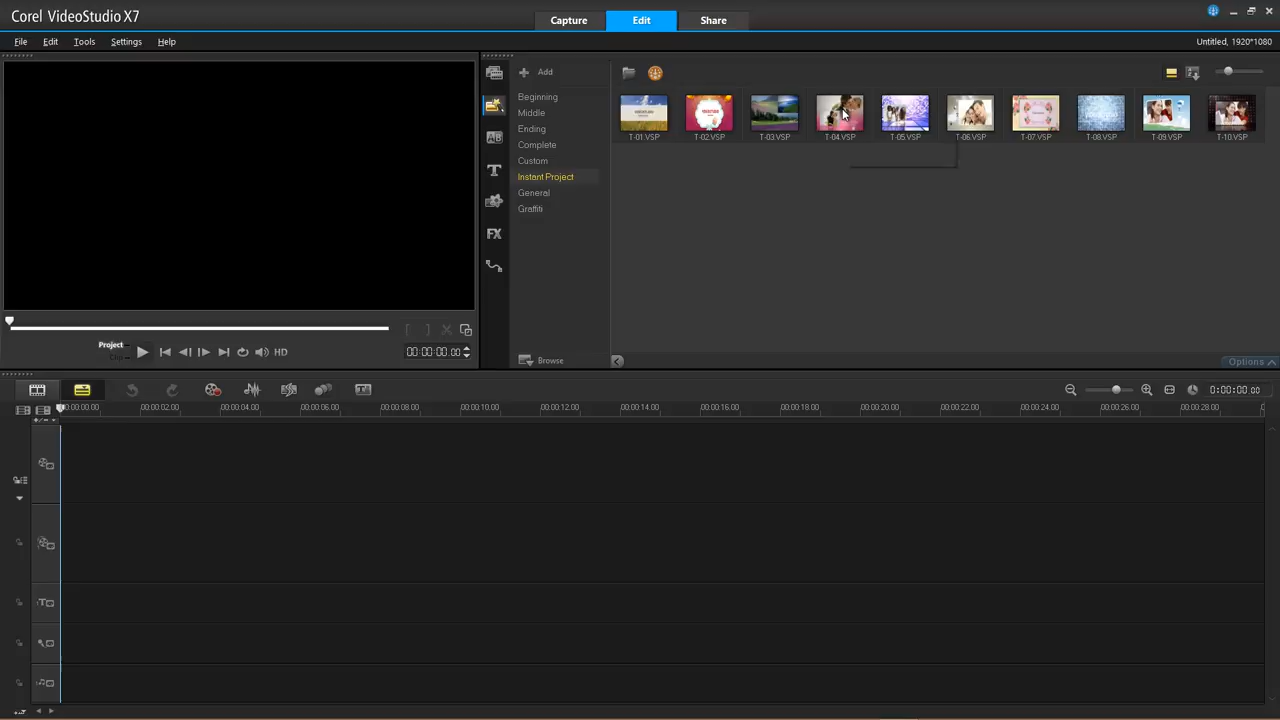 Corel VideoStudio X7
Capture
Edit
Share
File
Edit
Tools
Settings
Help
Untitled, 1920*1080
Add
Beginning
Middle
Ending
Complete
Custom
Instant Project
General
Graffiti
Browse
T-01.VSP
T-02.VSP
T-03.VSP
T-04.VSP
T-05.VSP
T-06.VSP
T-07.VSP
T-08.VSP
T-09.VSP
T-10.VSP
Options
Project
Clip
HD
00:00:00.00
0:00:00.00
00:00:00.00
00:00:02.00
00:00:04.00
00:00:06.00
00:00:08.00
00:00:10.00
00:00:12.00
00:00:14.00
00:00:16.00
00:00:18.00
00:00:20.00
00:00:22.00
00:00:24.00
00:00:26.00
00:00:28.00